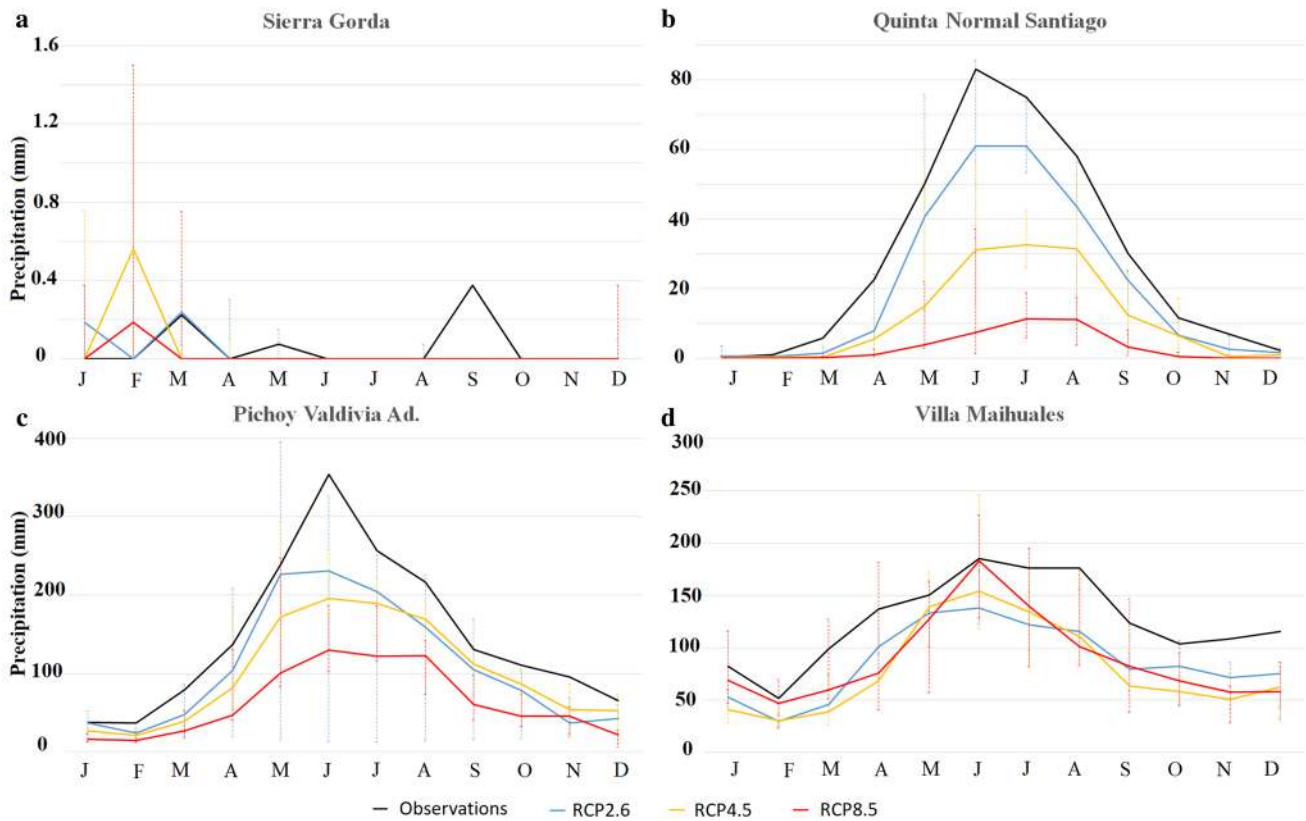 a
Sierra Gorda
Precipitation (mm)
1.6
1.2
0.8
0.4
0
J F M A M J J A S O N D
b
Quinta Normal Santiago
80
60
40
20
0
J F M A M J J A S O N D
c
Pichoy Valdivia Ad.
Precipitation (mm)
400
300
200
100
0
J F M A M J J A S O N D
d
Villa Maihuales
300
250
200
150
100
50
0
J F M A M J J A S O N D
Observations RCP2.6 RCP4.5 RCP8.5